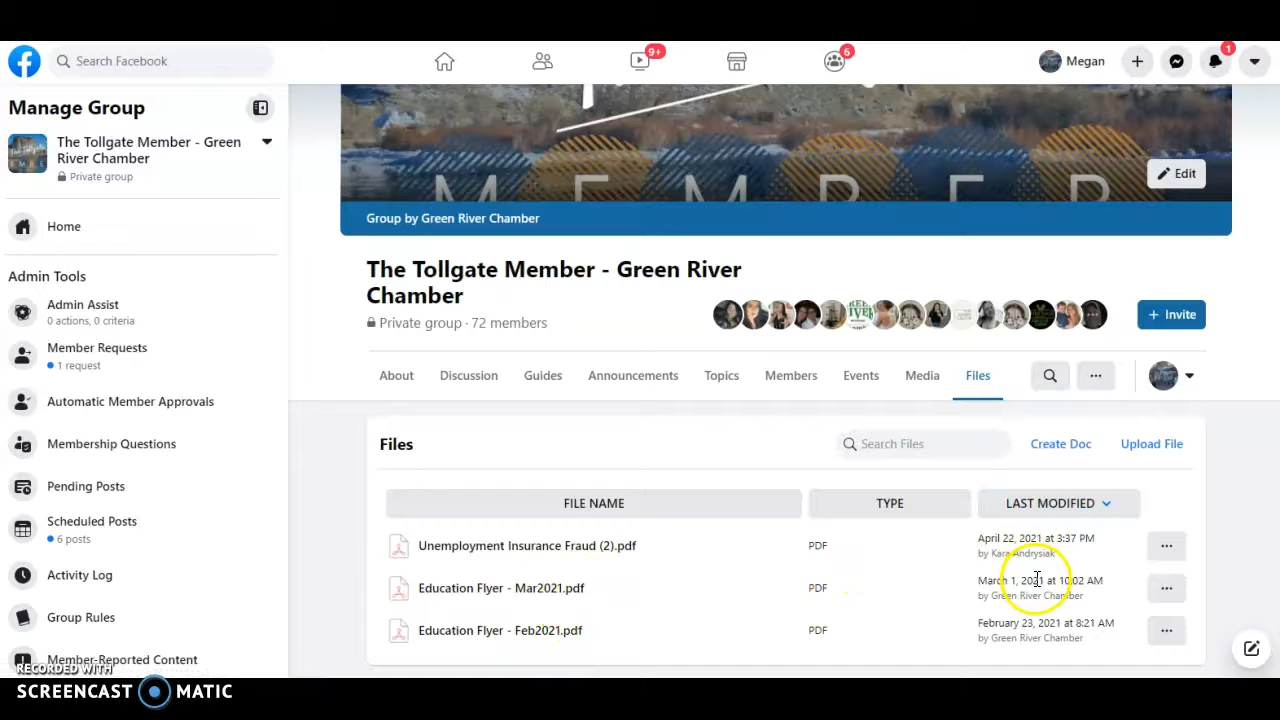 Search Facebook
9+
6
Megan
1
Manage Group
The Tollgate Member - Green
River Chamber
Private group
Home
Admin Tools
Admin Assist
0 actions, 0 criteria
Member Requests
1 request
Automatic Member Approvals
Membership Questions
Pending Posts
Scheduled Posts
6 posts
Activity Log
Group Rules
Member-Reported Content
MEMBER
Edit
Group by Green River Chamber
The Tollgate Member - Green River
Chamber
Private group · 72 members
Invite
About Discussion Guides Announcements Topics Members Events Media Files
Files
Search Files
Create Doc
Upload File
FILE NAME TYPE LAST MODIFIED
Unemployment Insurance Fraud (2).pdf PDF April 22, 2021 at 3:37 PM
by Kara Andrysiak
Education Flyer - Mar2021.pdf PDF March 1, 2021 at 10:02 AM
by Green River Chamber
Education Flyer - Feb2021.pdf PDF February 23, 2021 at 8:21 AM
by Green River Chamber
RECORDED WITH
SCREENCAST MATIC